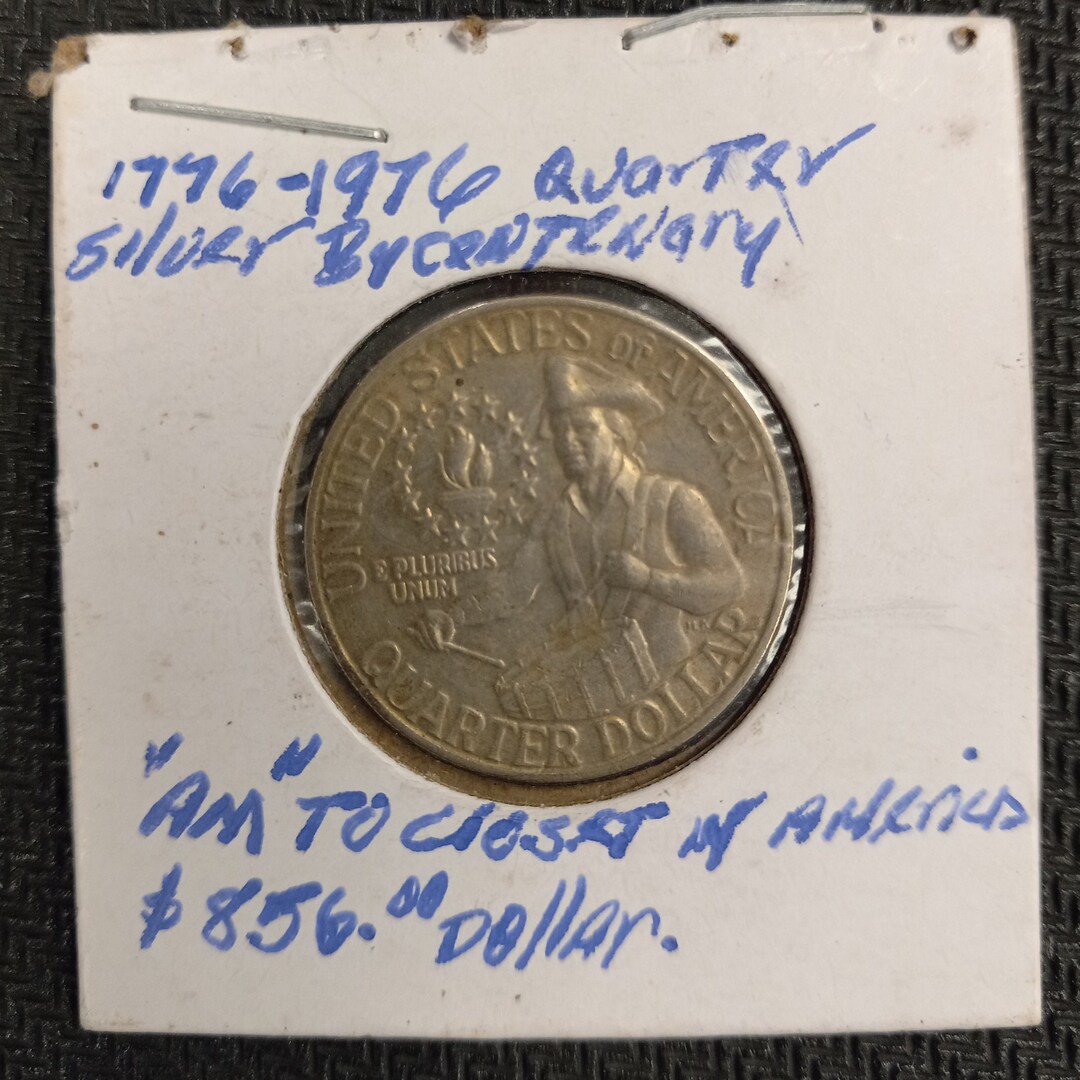 1776-1976 QuarTer
Silver BycenTENary
UNITED STATES OF AMERICA
E PLURIBUS
UNUM
QUARTER DOLLAR
"AM" TO CloSET IN AMERica
$856.00 Dollar.